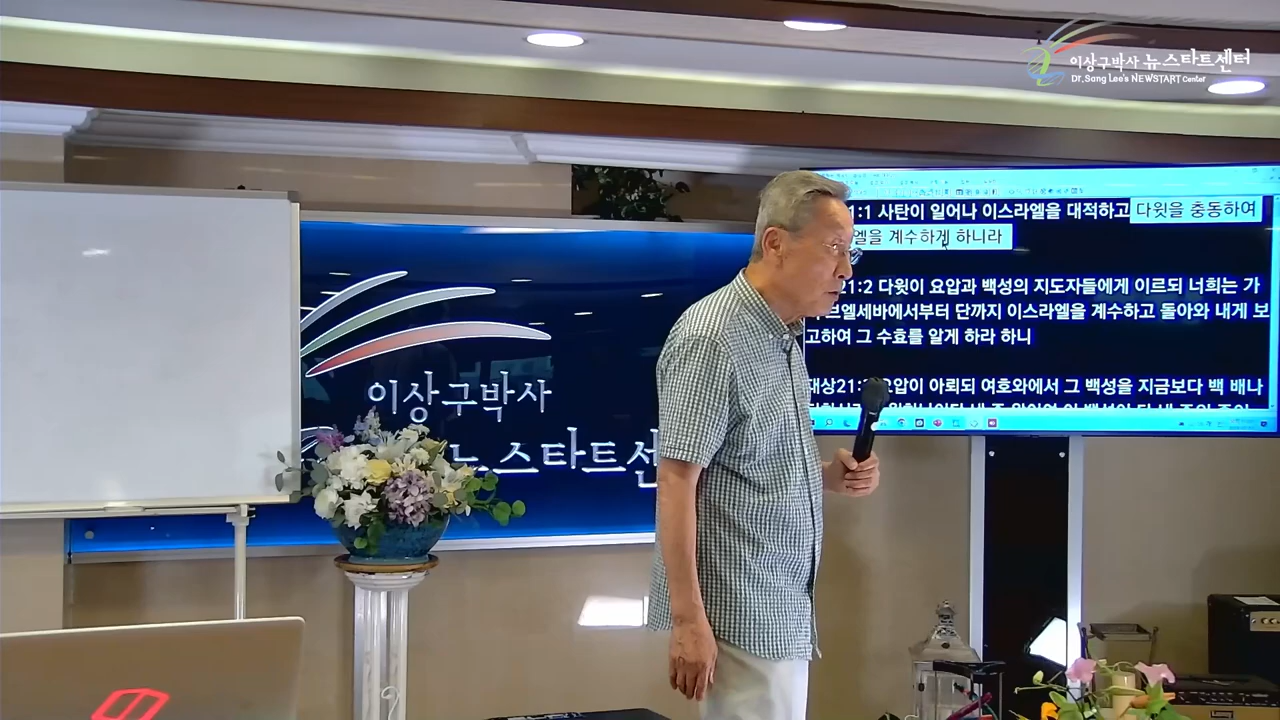 이상구박사 뉴스타트센터
Dr. Sang Lee's NEWSTART Center
1:1 사탄이 일어나 이스라엘을 대적하고 다윗을 충동하여
엘을 계수하게 하니라
21:2 다윗이 요압과 백성의 지도자들에게 이르되 너희는 가
브엘세바에서부터 단까지 이스라엘을 계수하고 돌아와 내게 보
고하여 그 수효를 알게 하라 하니
대상21: 요압이 아뢰되 여호와께서 그 백성을 지금보다 백 배나
이상구박사
뉴스타트센